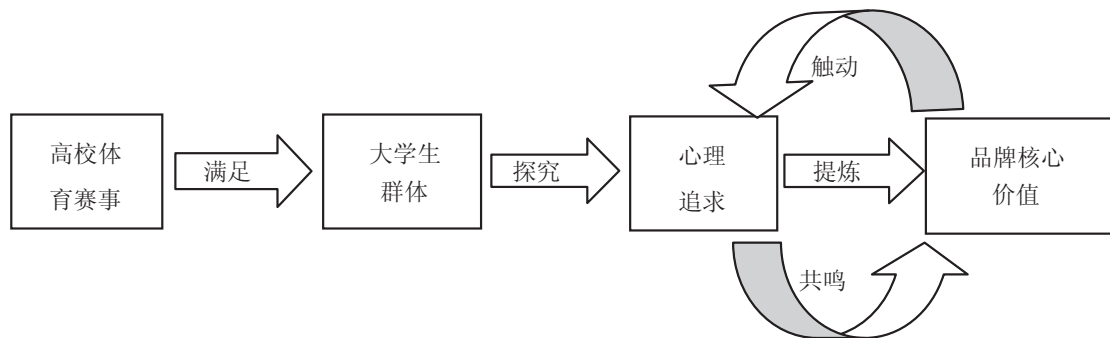 触动
高校体
育赛事
满足
大学生
群体
探究
心理
追求
提炼
品牌核心
价值
共鸣